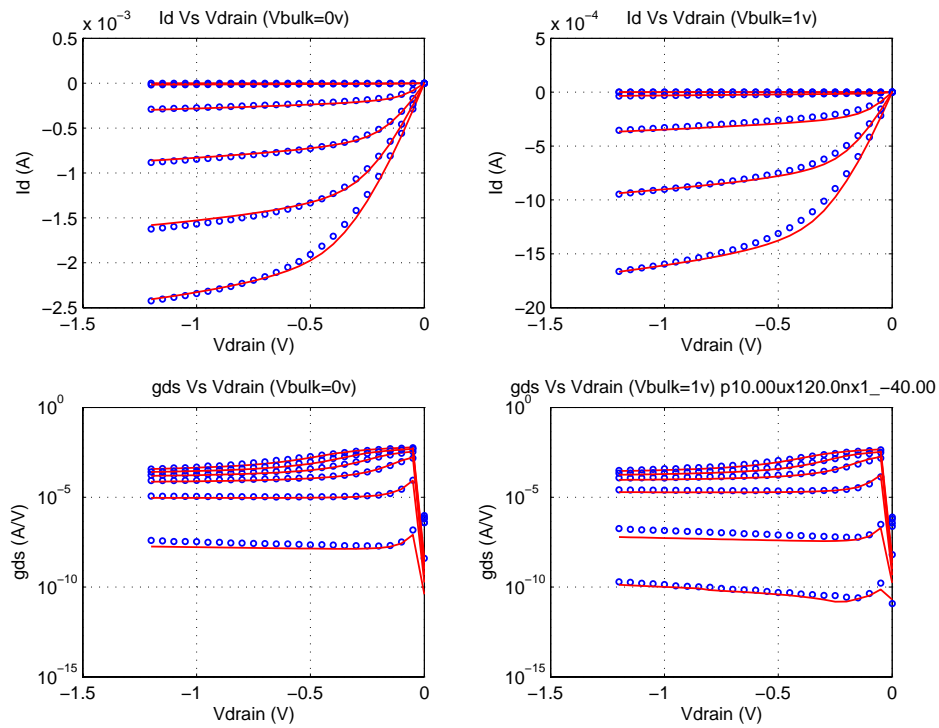 Id Vs Vdrain (Vbulk=0v)
x 10−3
0.5
0
−0.5
−1
−1.5
−2
−2.5
−1.5
−1
−0.5
0
Id (A)
Vdrain (V)
Id Vs Vdrain (Vbulk=1v)
x 10−4
5
0
−5
−10
−15
−20
−1.5
−1
−0.5
0
Id (A)
Vdrain (V)
gds Vs Vdrain (Vbulk=0v)
100
10−5
10−10
10−15
−1.5
−1
−0.5
0
gds (A/V)
Vdrain (V)
gds Vs Vdrain (Vbulk=1v) p10.00ux120.0nx1_−40.00
100
10−5
10−10
10−15
−1.5
−1
−0.5
0
gds (A/V)
Vdrain (V)